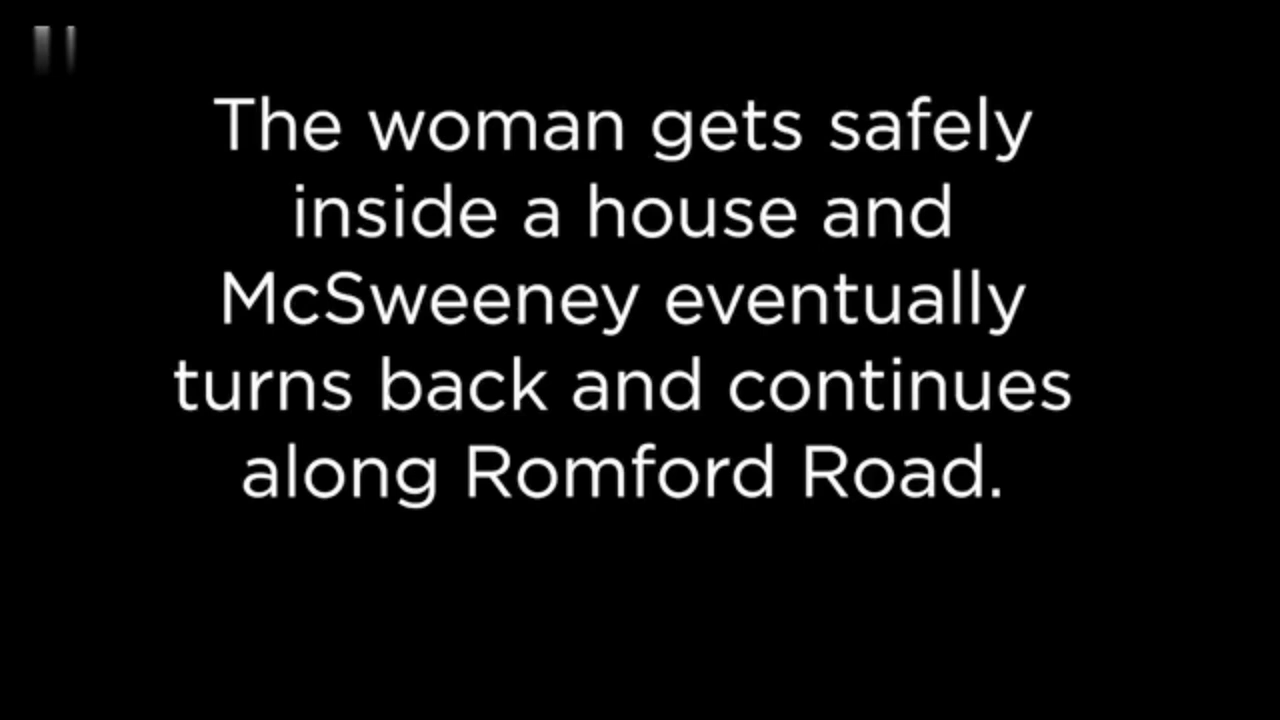 The woman gets safely
inside a house and
McSweeney eventually
turns back and continues
along Romford Road.